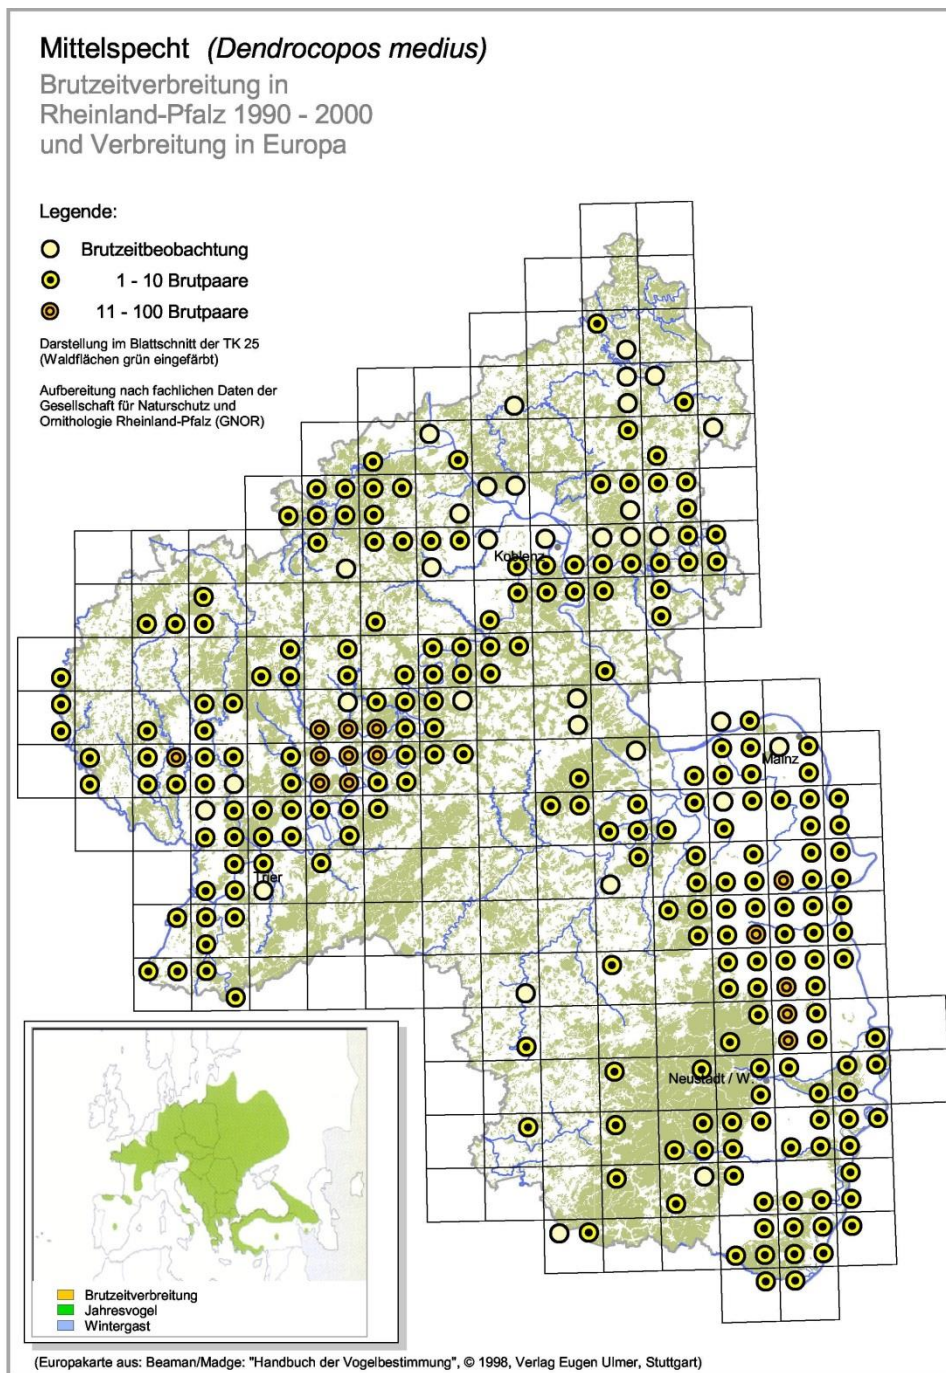 Mittelspecht (Dendrocopos medius)
Brutzeitverbreitung in
Rheinland-Pfalz 1990 - 2000
und Verbreitung in Europa
Legende:
Brutzeitbeobachtung
1 - 10 Brutpaare
11 - 100 Brutpaare
Darstellung im Blattschnitt der TK 25
(Waldflächen grün eingefärbt)
Aufbereitung nach fachlichen Daten der
Gesellschaft für Naturschutz und
Ornithologie Rheinland-Pfalz (GNOR)
Koblenz
Mainz
Trier
Neustadt / W.
Brutzeitverbreitung
Jahresvogel
Wintergast
(Europakarte aus: Beaman/Madge: "Handbuch der Vogelbestimmung", © 1998, Verlag Eugen Ulmer, Stuttgart)